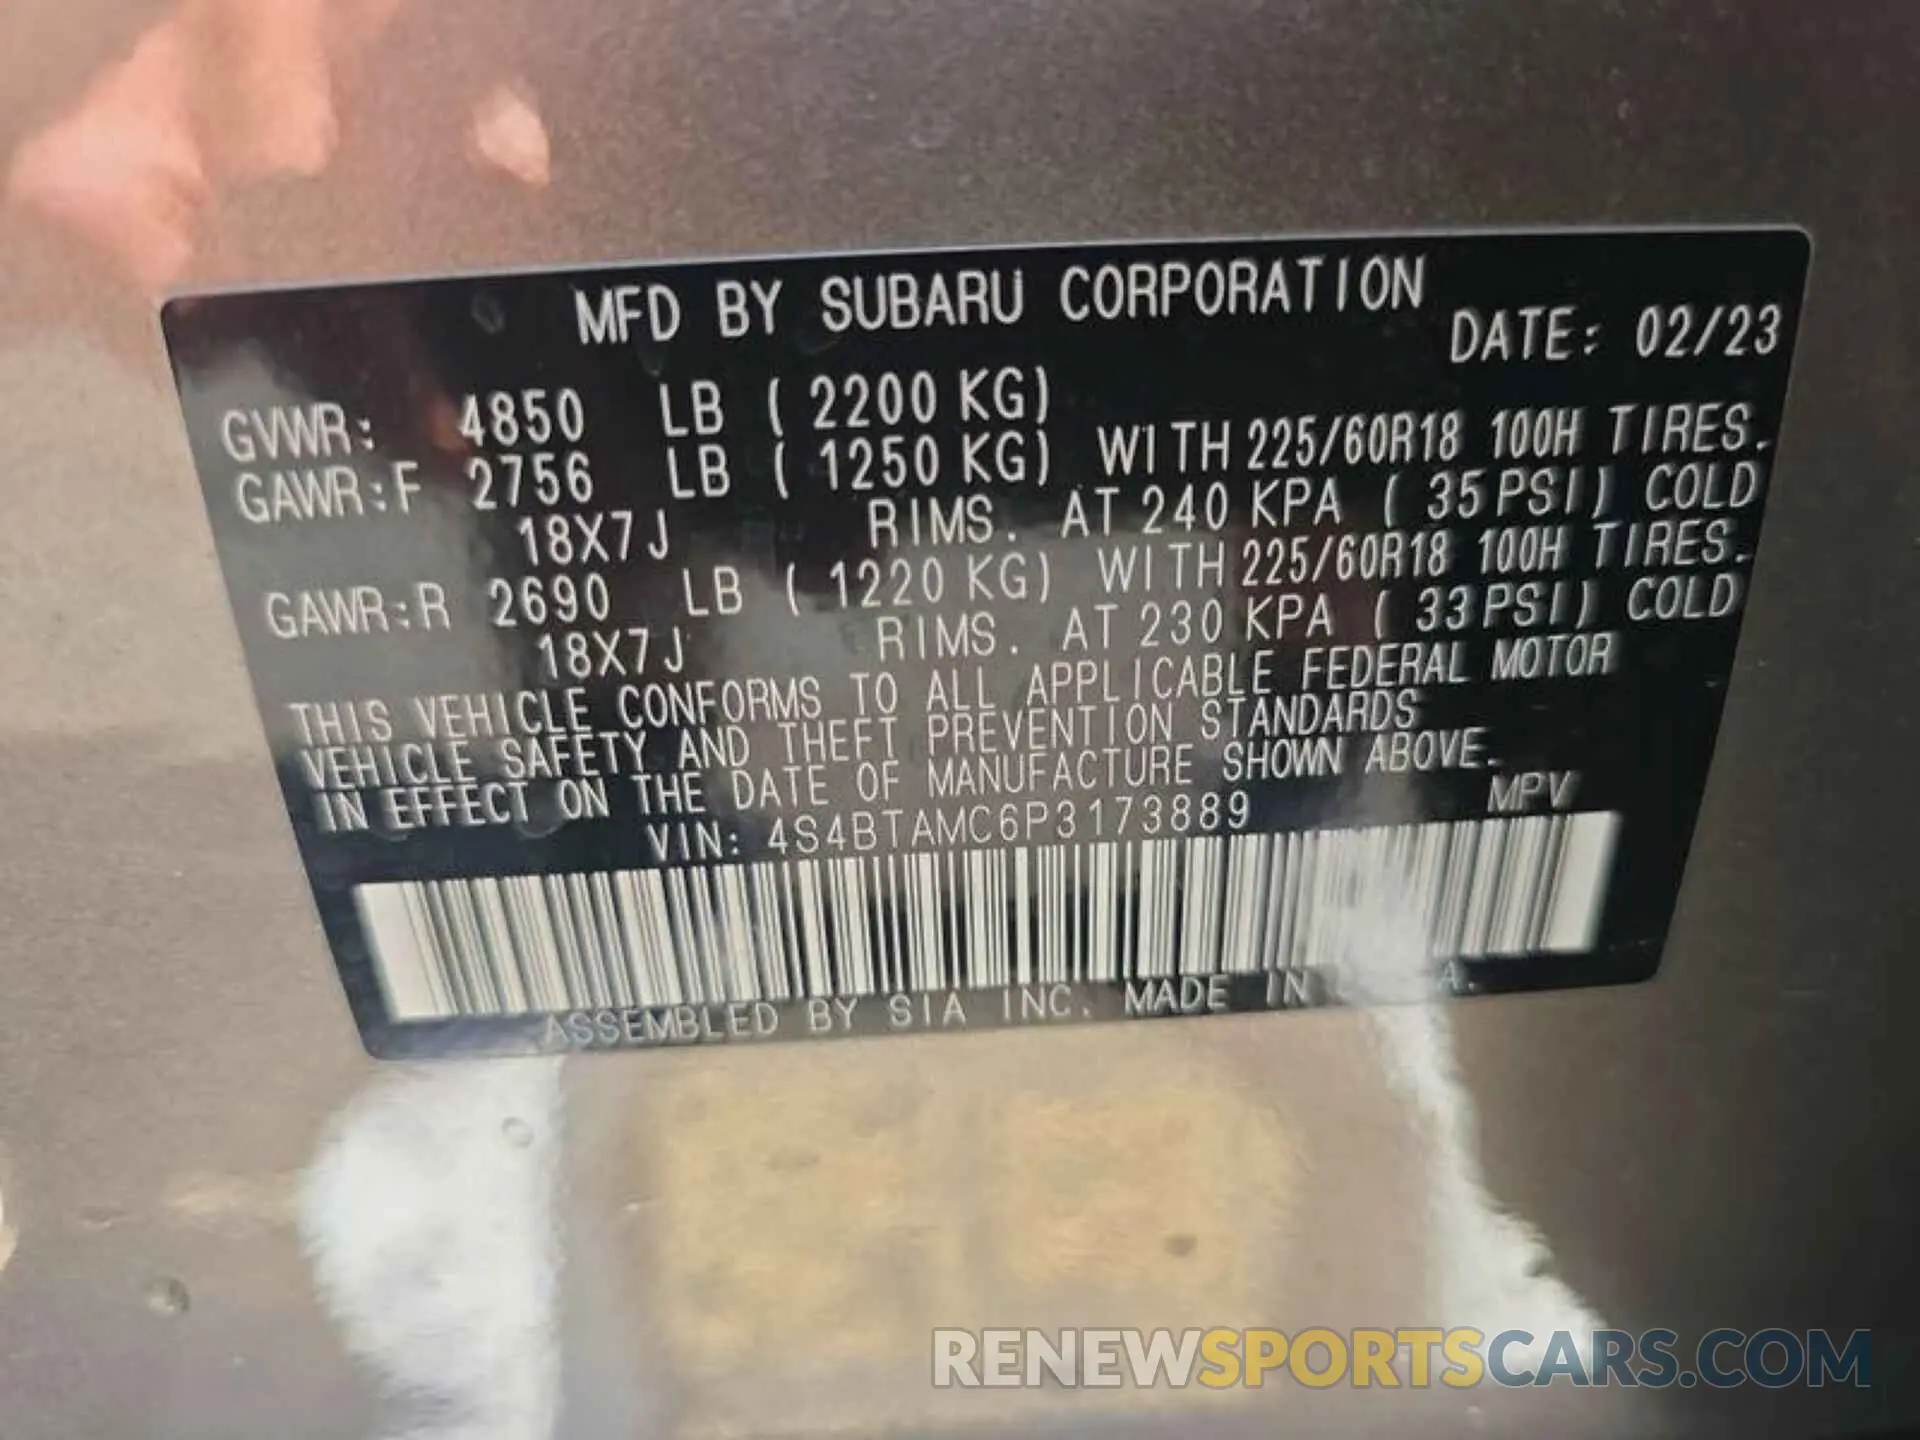 MFD BY SUBARU CORPORATION
DATE: 02/23
GVWR: 4850 LB ( 2200 KG)
GAWR:F 2756 LB ( 1250 KG) WITH 225/60R18 100H TIRES.
18X7J RIMS. AT 240 KPA ( 35PSI) COLD
GAWR:R 2690 LB ( 1220 KG) WITH 225/60R18 100H TIRES.
18X7J RIMS. AT 230 KPA ( 33PSI) COLD
THIS VEHICLE CONFORMS TO ALL APPLICABLE FEDERAL MOTOR
VEHICLE SAFETY AND THEFT PREVENTION STANDARDS
IN EFFECT ON THE DATE OF MANUFACTURE SHOWN ABOVE.
VIN: 4S4BTAMC6P3173889 MPV
ASSEMBLED BY SIA INC. MADE IN
RENEWSPORTSCARS.COM